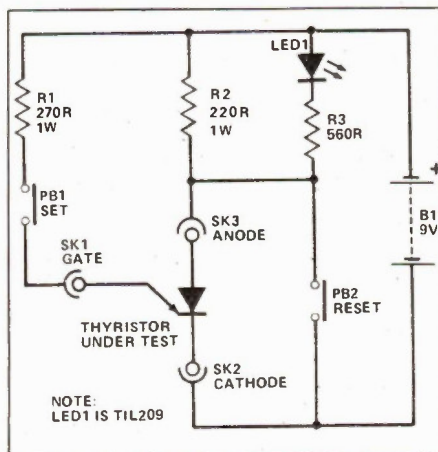 LED1
R1
270R
1W
R2
220R
1W
R3
560R
PB1
SET
SK3
ANODE
+
B1
9V
SK1
GATE
PB2
RESET
THYRISTOR
UNDER TEST
SK2
CATHODE
NOTE:
LED1 IS TIL209